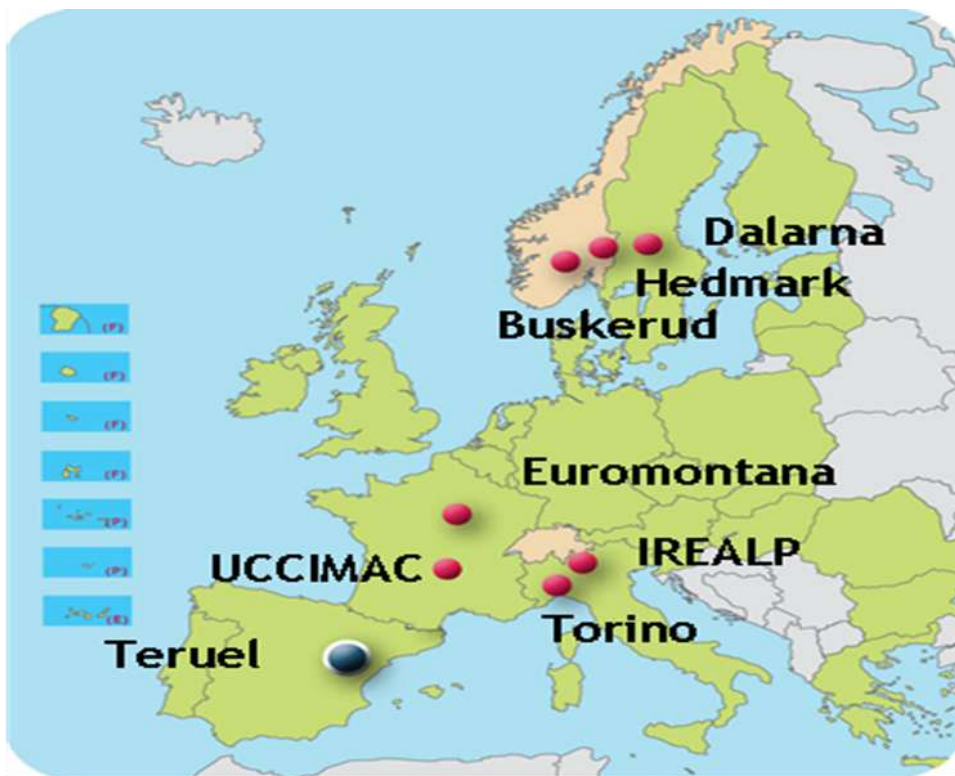 Dalarna
Hedmark
Buskerud
(F)
(F)
(F)
Euromontana
(F)
(P)
IREALP
UCCIMAC
(P)
(E)
Torino
Teruel